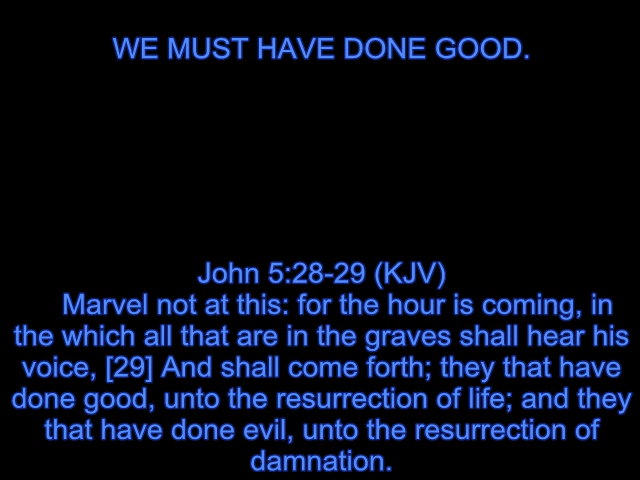 WE MUST HAVE DONE GOOD.
John 5:28-29 (KJV)
Marvel not at this: for the hour is coming, in
the which all that are in the graves shall hear his
voice, [29] And shall come forth; they that have
done good, unto the resurrection of life; and they
that have done evil, unto the resurrection of
damnation.